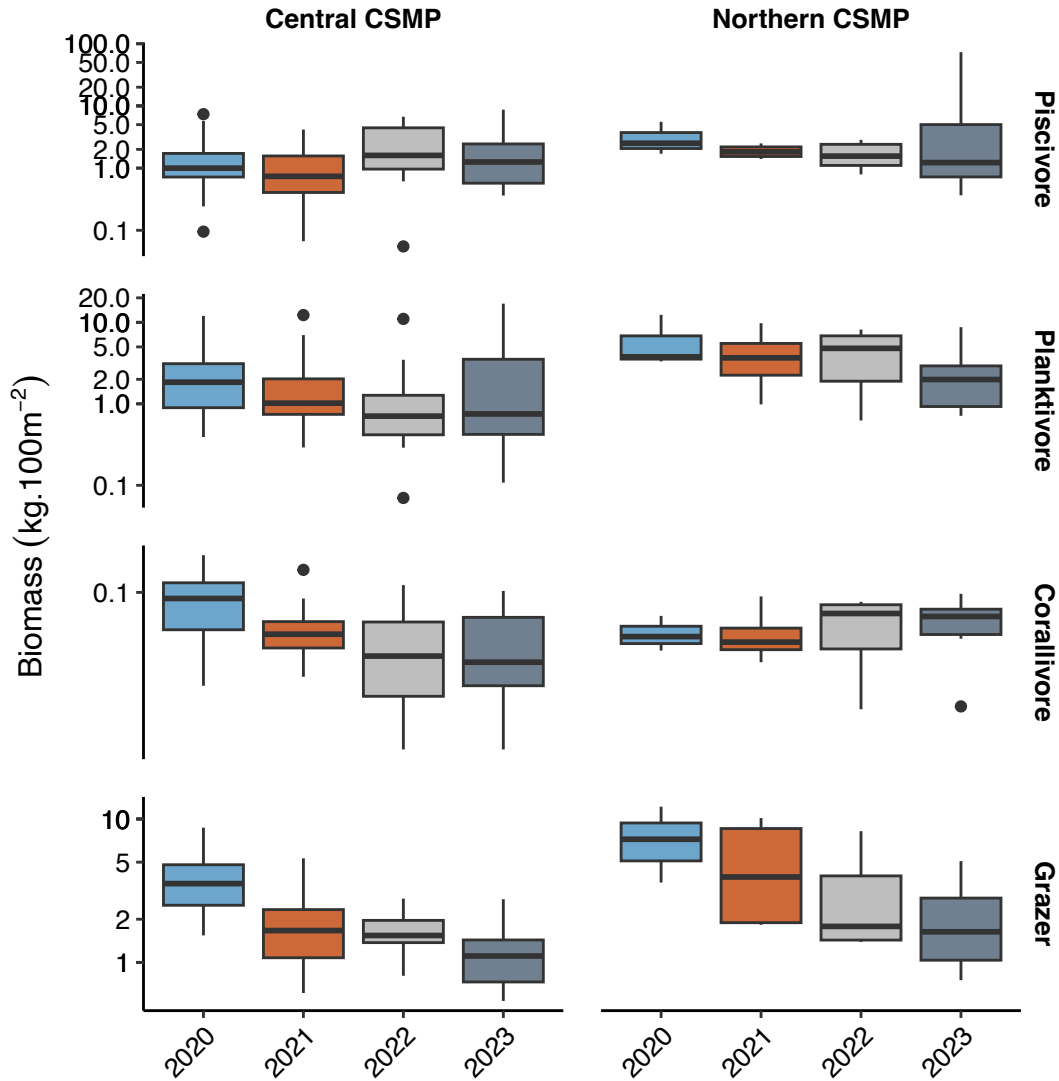 Central CSMP
Northern CSMP
Biomass (kg.100m⁻²)
100.0
50.0
20.0
10.0
5.0
2.0
1.0
0.1
Piscivore
20.0
10.0
5.0
2.0
1.0
0.1
Planktivore
0.1
Corallivore
10
5
2
1
Grazer
2020 2021 2022 2023
2020 2021 2022 2023